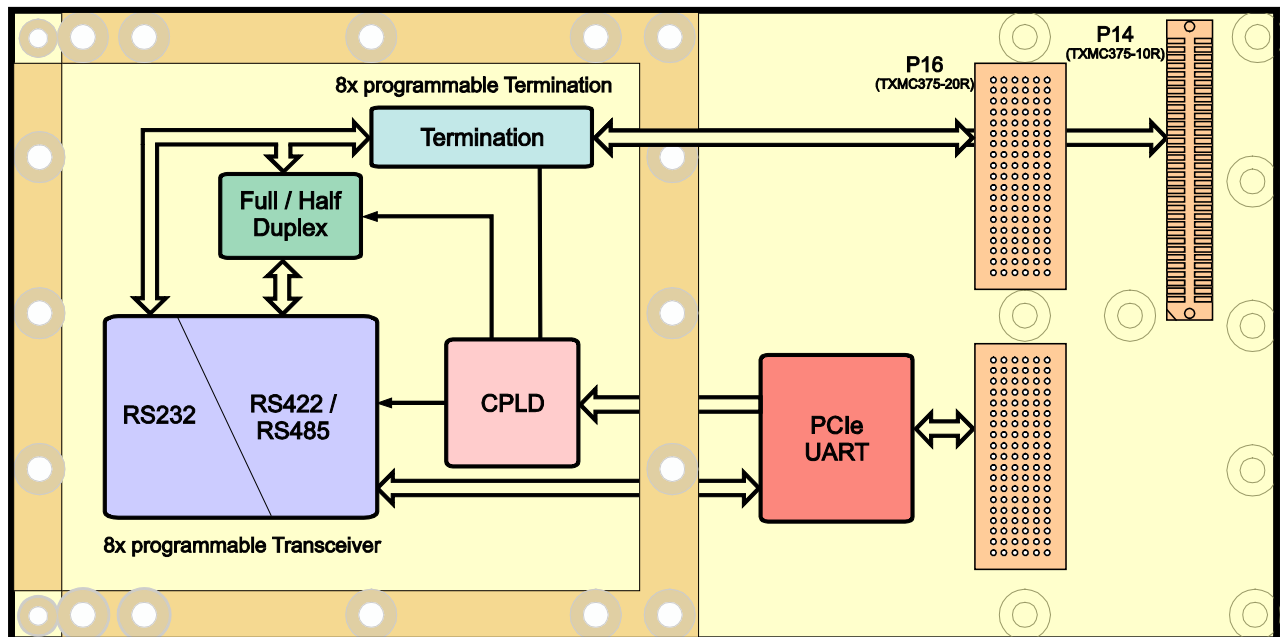 P14
(TXMC375-10R)
P16
(TXMC375-20R)
8x programmable Termination
Termination
Full / Half
Duplex
RS232
RS422 /
RS485
CPLD
PCIe
UART
8x programmable Transceiver